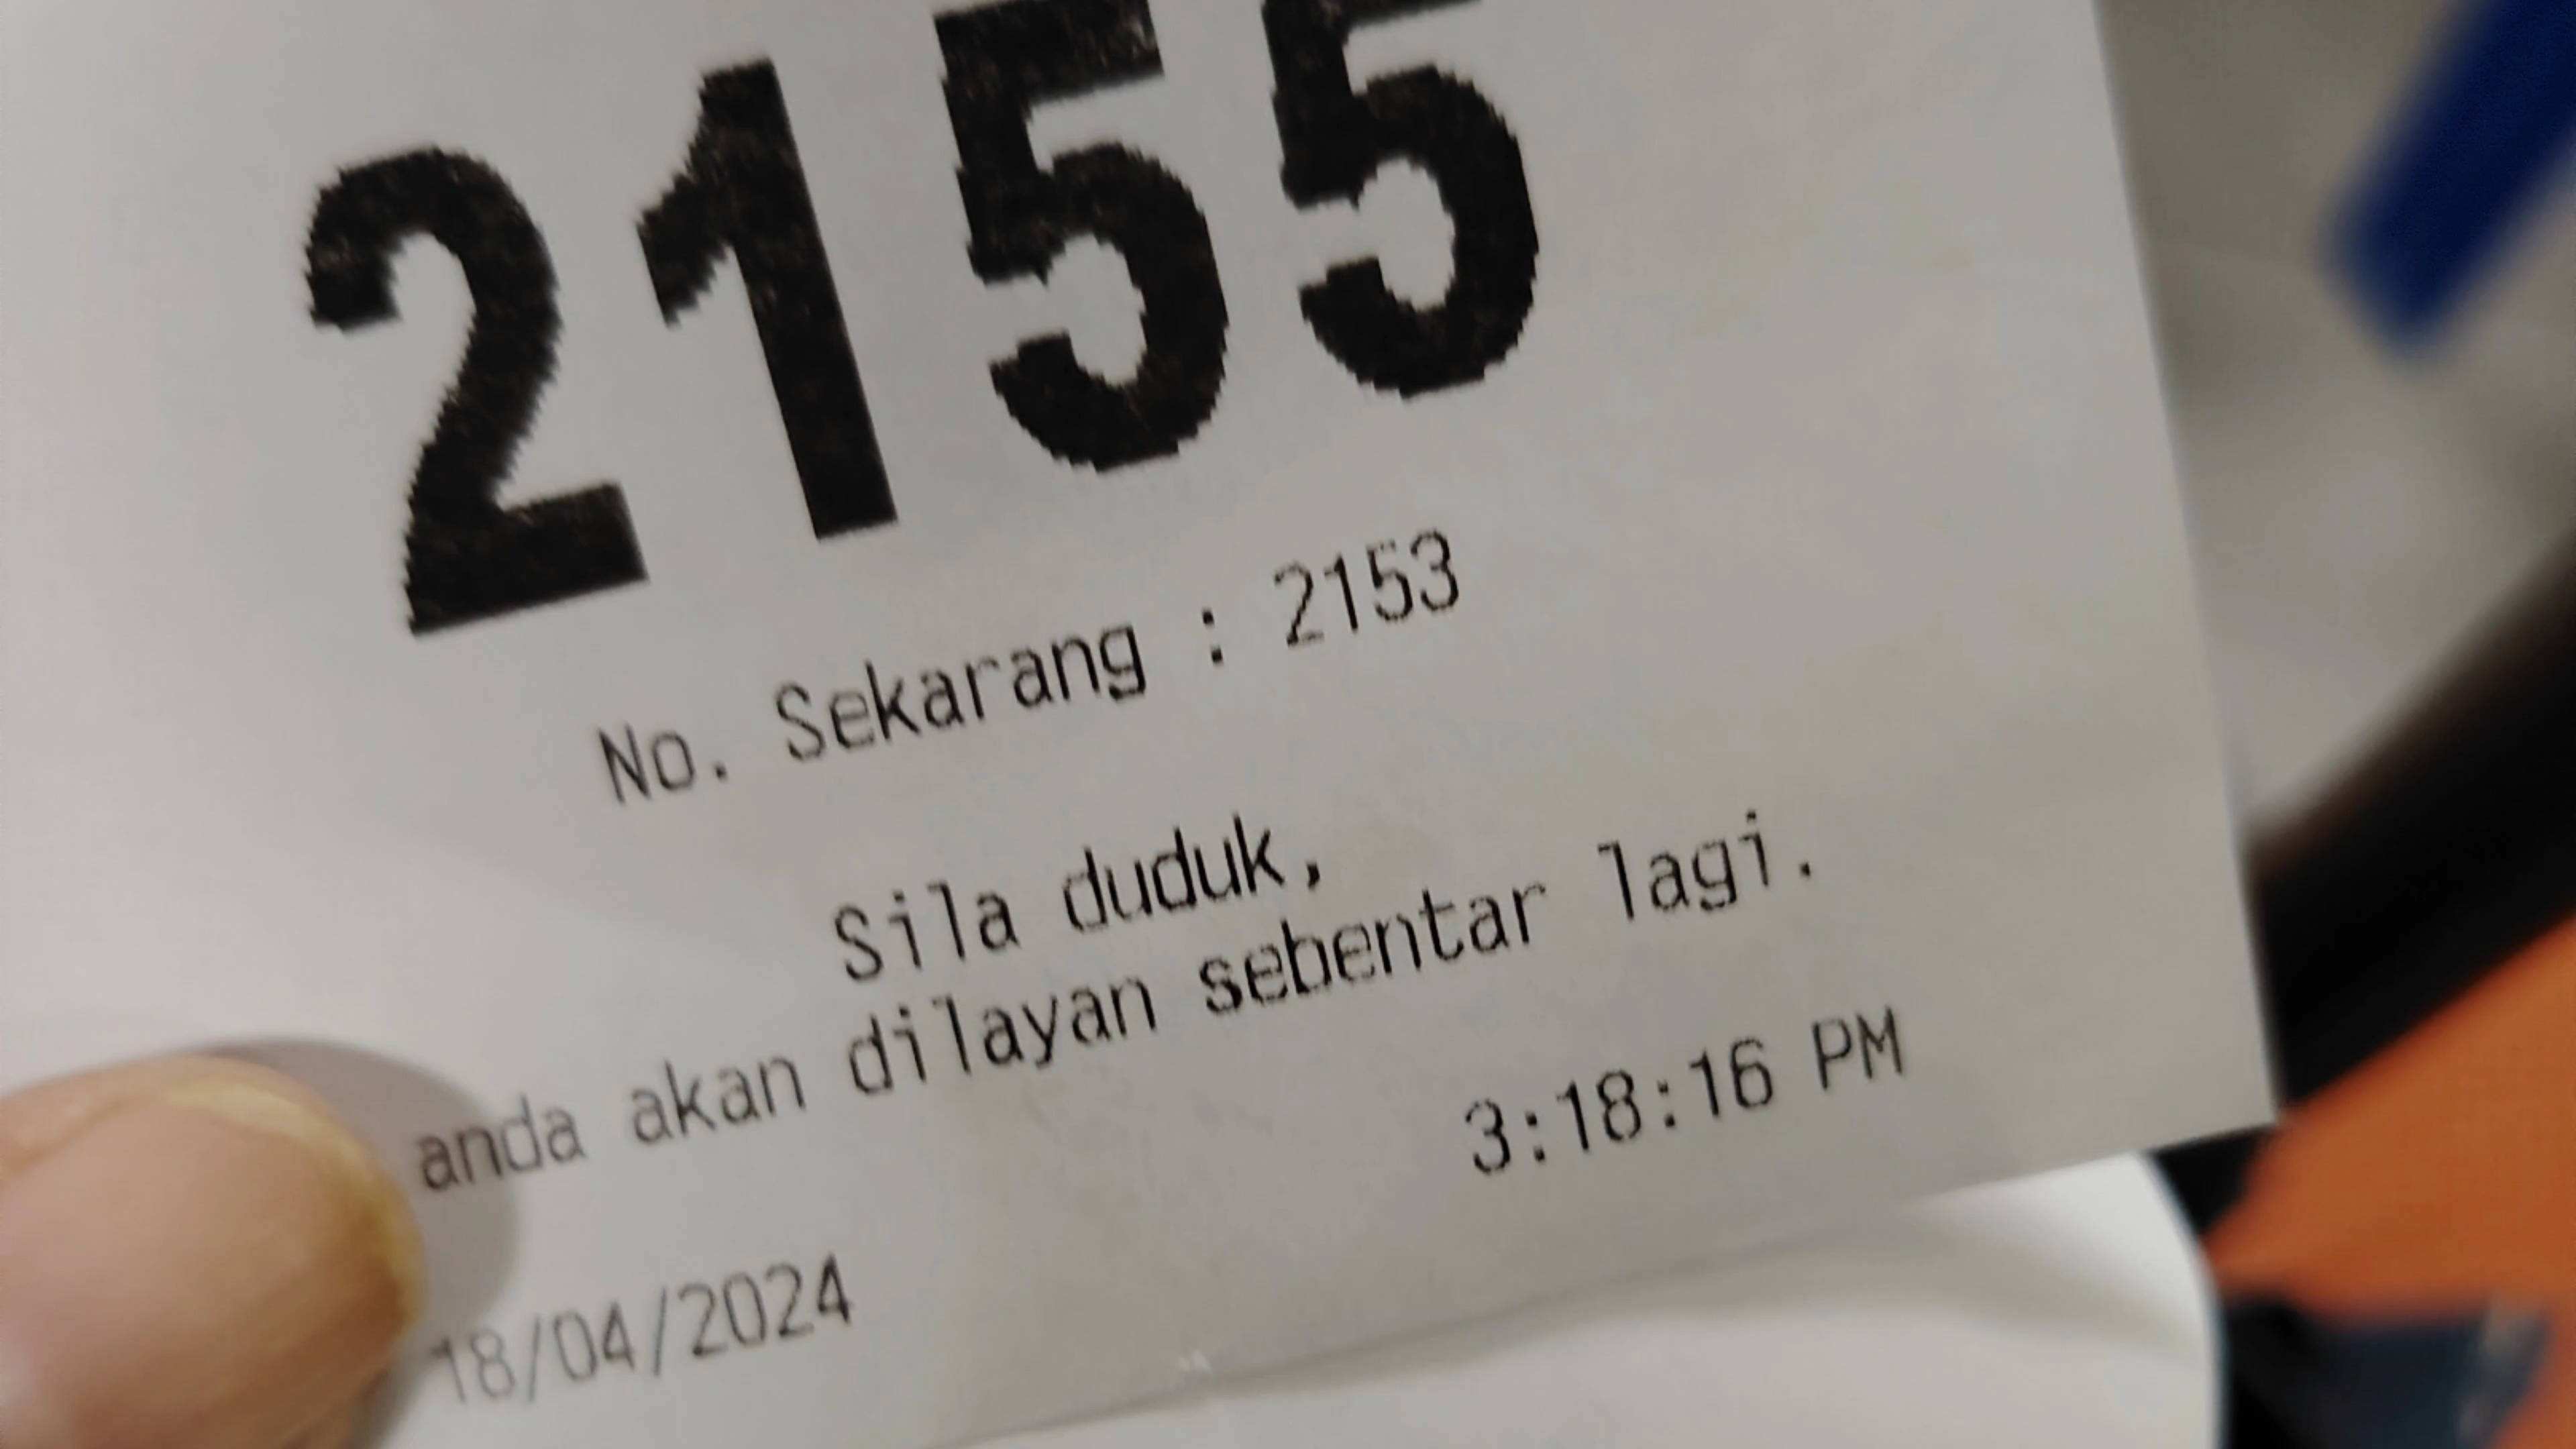 2155
No. Sekarang : 2153
Sila duduk,
anda akan dilayan sebentar lagi.
3:18:16 PM
18/04/2024